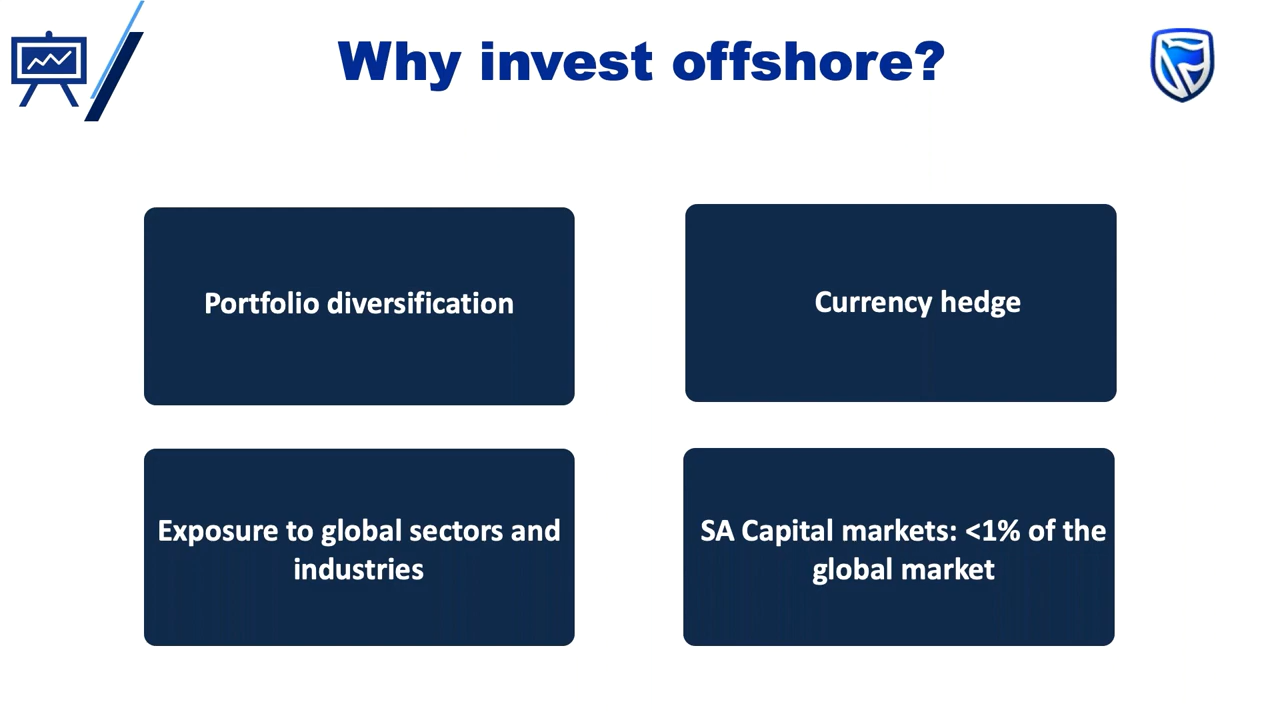 Why invest offshore?
Portfolio diversification
Currency hedge
Exposure to global sectors and
industries
SA Capital markets: <1% of the
global market